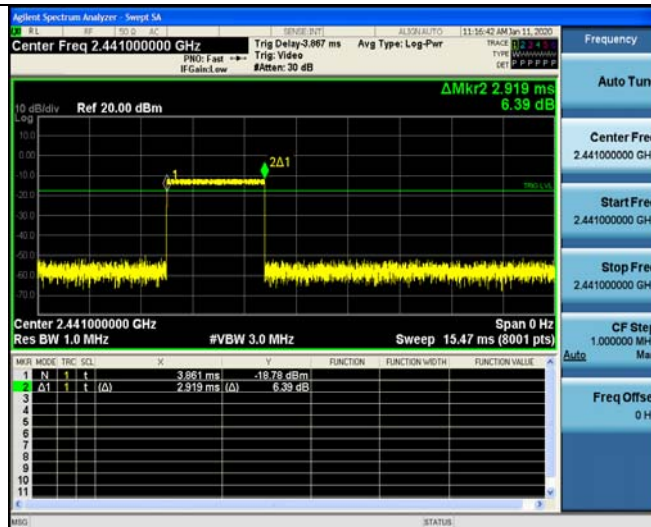 Agilent Spectrum Analyzer - Swept SA
RL RF 50 Ω AC SENSE:INT ALIGNAUTO 11:16:42 AM Jan 11, 2020
Center Freq 2.441000000 GHz
PNO: Fast
IFGain:Low
Trig Delay-3.867 ms
Trig: Video
#Atten: 30 dB
Avg Type: Log-Pwr
TRACE 1 2 3 4 5 6
TYPE
DET P P P P P P
ΔMkr2 2.919 ms
6.39 dB
10 dB/div Ref 20.00 dBm
Log
10.0
0.00
-10.0
-20.0
-30.0
-40.0
-50.0
-60.0
-70.0
1
2Δ1
TRIG LVL
Center 2.441000000 GHz Span 0 Hz
Res BW 1.0 MHz #VBW 3.0 MHz Sweep 15.47 ms (8001 pts)
MKR MODE TRC SCL X Y FUNCTION FUNCTION WIDTH FUNCTION VALUE
1 N 1 t 3.861 ms -18.78 dBm
2 Δ1 1 t (Δ) 2.919 ms (Δ) 6.39 dB
3
4
5
6
7
8
9
10
11
MSG STATUS
Frequency
Auto Tun
Center Fre
2.441000000 GH
Start Fre
2.441000000 GH
Stop Fre
2.441000000 GH
CF Step
1.000000 MH
Auto Ma
Freq Offse
0 H